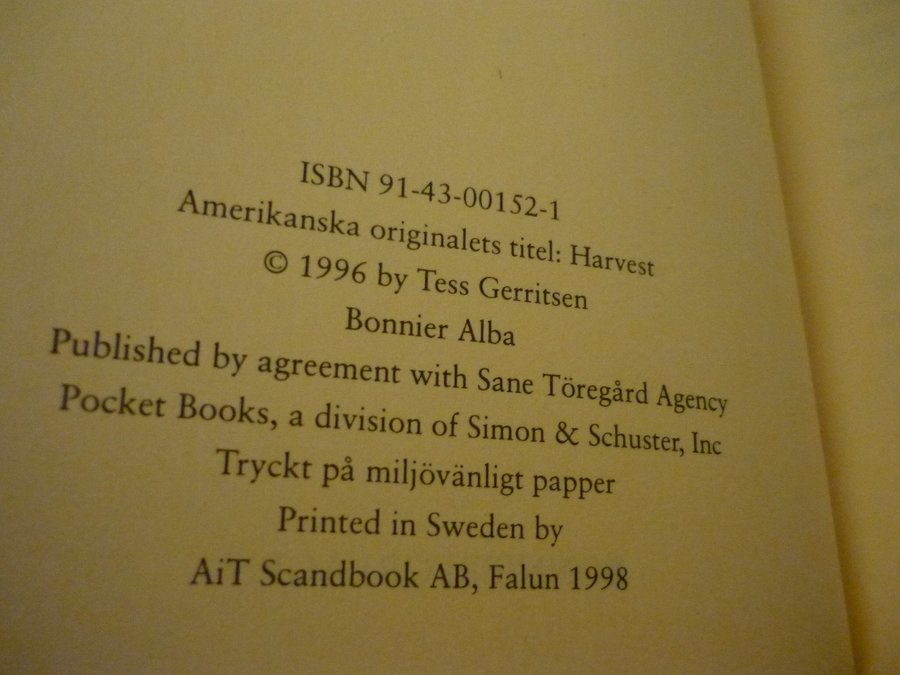 ISBN 91-43-00152-1
Amerikanska originalets titel: Harvest
© 1996 by Tess Gerritsen
Bonnier Alba
Published by agreement with Sane Töregård Agency
Pocket Books, a division of Simon & Schuster, Inc
Tryckt på miljövänligt papper
Printed in Sweden by
AiT Scandbook AB, Falun 1998